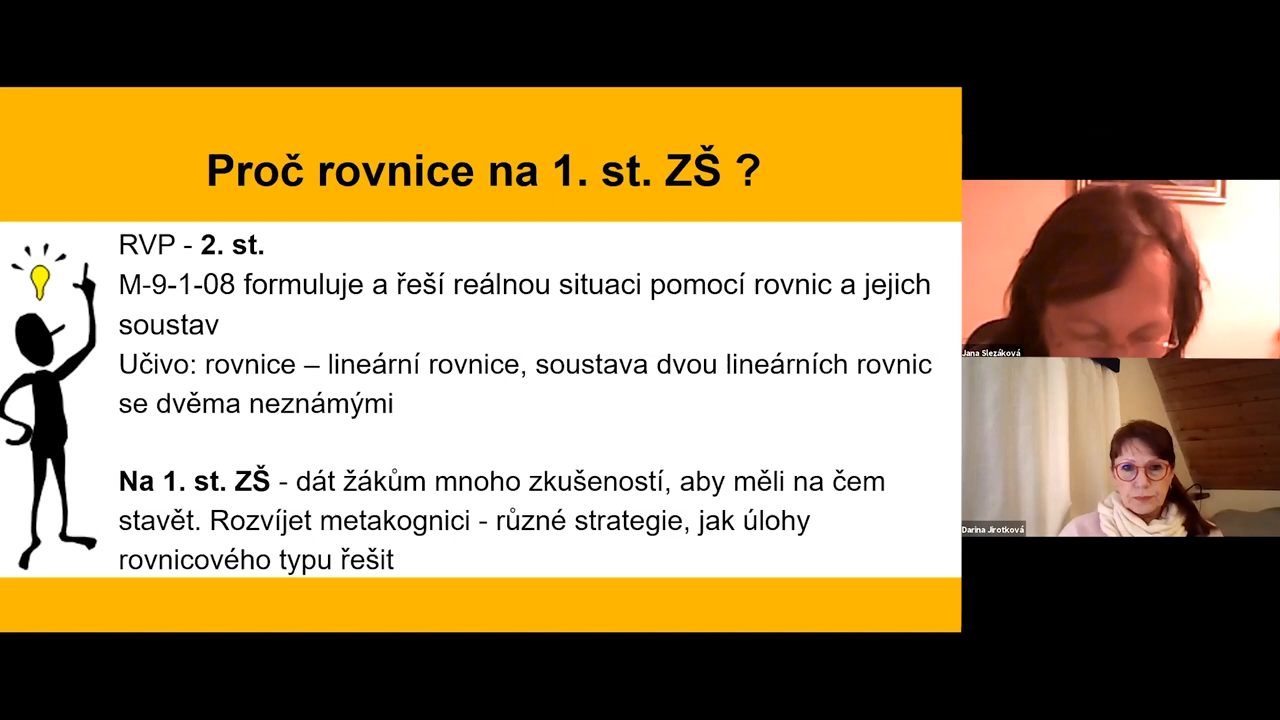 Proč rovnice na 1. st. ZŠ ?
RVP - 2. st.
M-9-1-08 formuluje a řeší reálnou situaci pomocí rovnic a jejich
soustav
Učivo: rovnice – lineární rovnice, soustava dvou lineárních rovnic
se dvěma neznámými
Na 1. st. ZŠ - dát žákům mnoho zkušeností, aby měli na čem
stavět. Rozvíjet metakognici - různé strategie, jak úlohy
rovnicového typu řešit
Jana Slezáková
Darina Jirotková